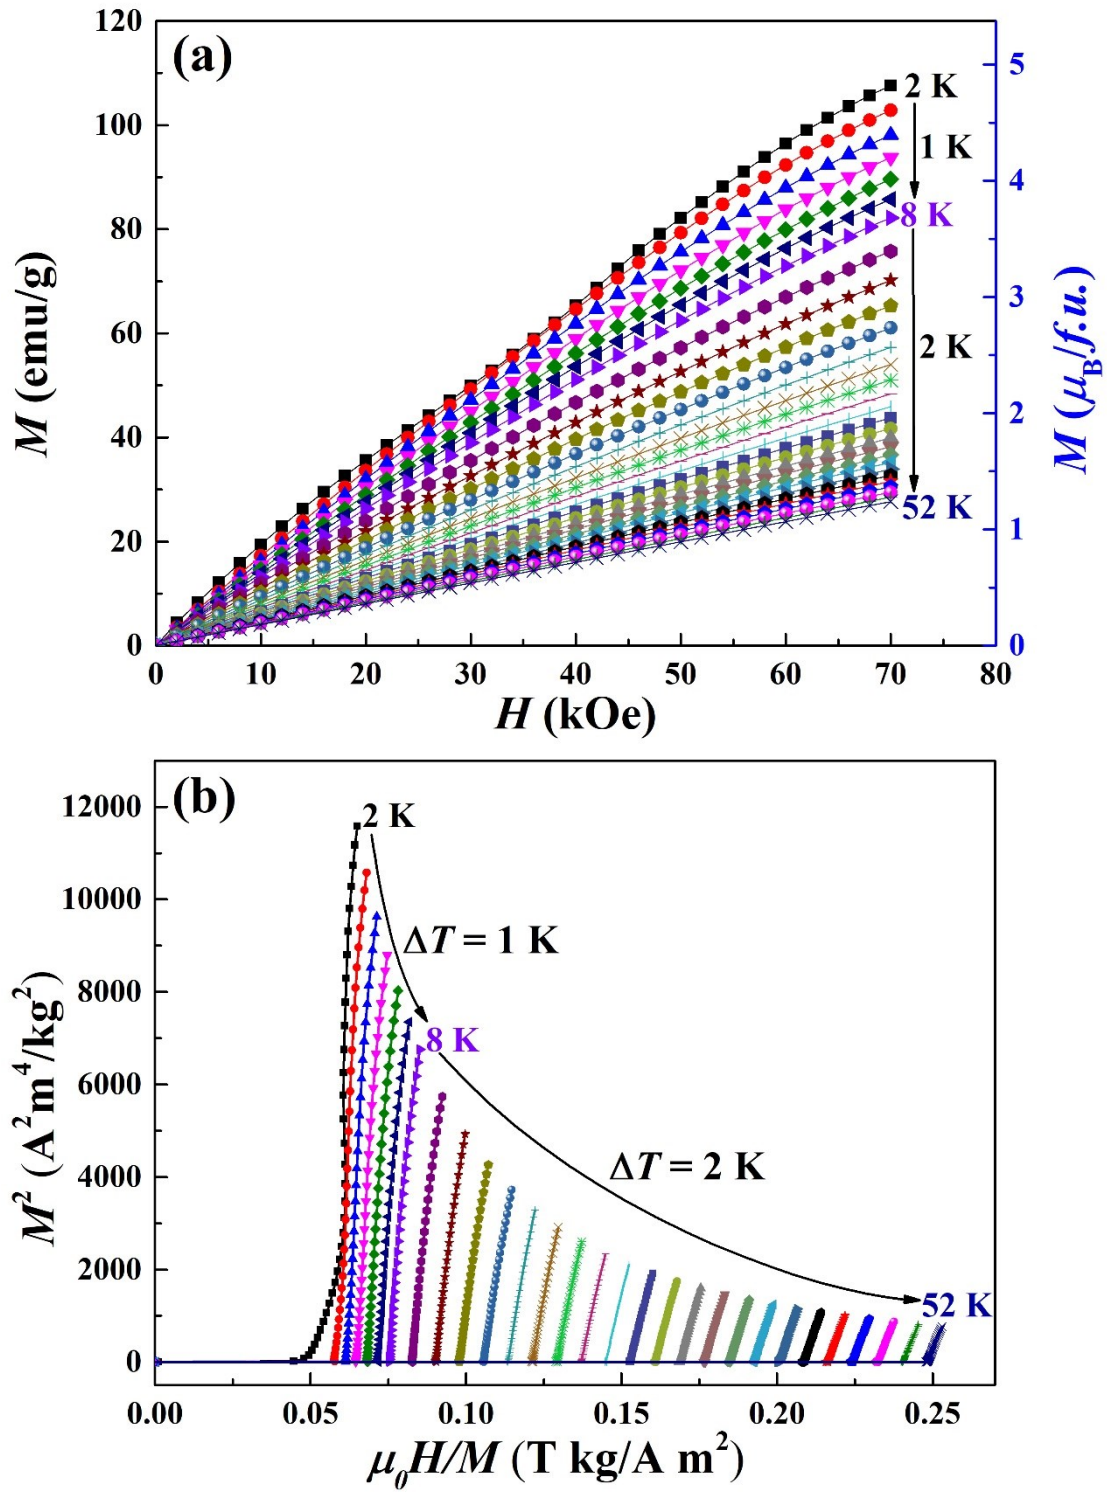 (a)
120
100
80
60
40
20
0
M (emu/g)
5
4
3
2
1
0
M (μB/f.u.)
2 K
1 K
8 K
2 K
52 K
0 10 20 30 40 50 60 70 80
H (kOe)
(b)
12000
10000
8000
6000
4000
2000
0
M² (A²m⁴/kg²)
2 K
ΔT = 1 K
8 K
ΔT = 2 K
52 K
0.00 0.05 0.10 0.15 0.20 0.25
μ₀H/M (T kg/A m²)